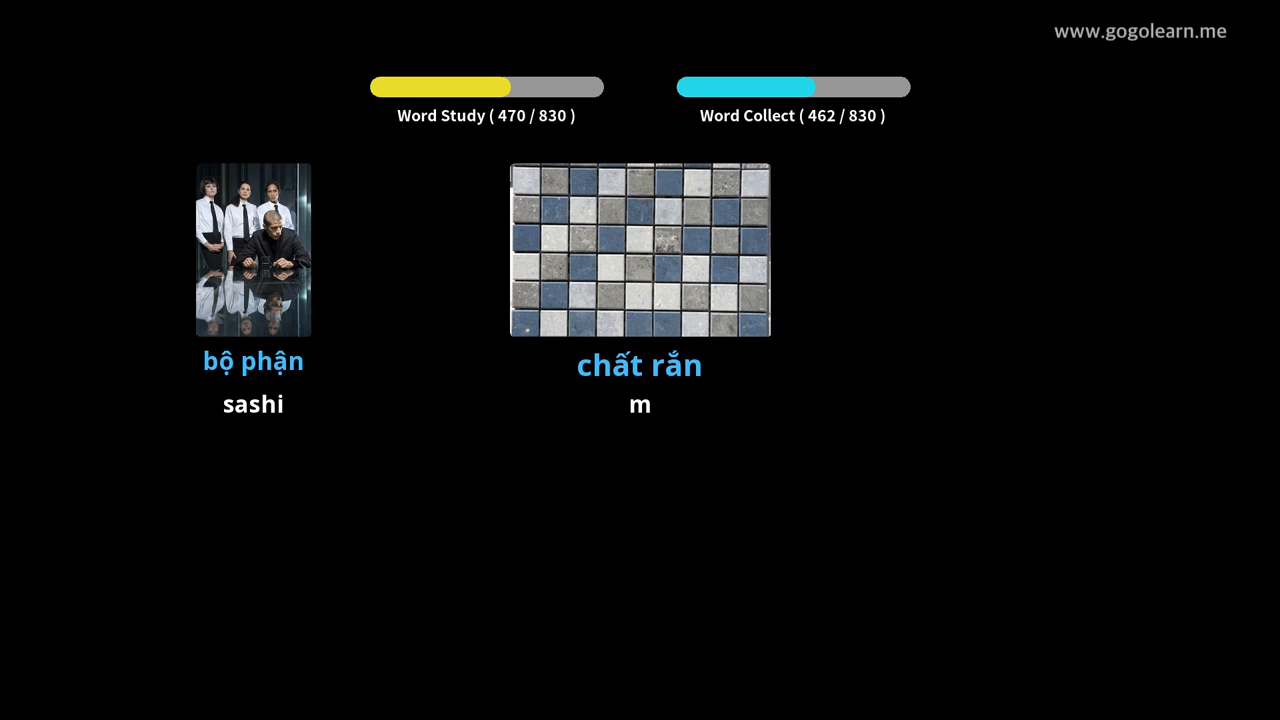 www.gogolearn.me
Word Study ( 470 / 830 )
Word Collect ( 462 / 830 )
bộ phận
chất rắn
sashi
m